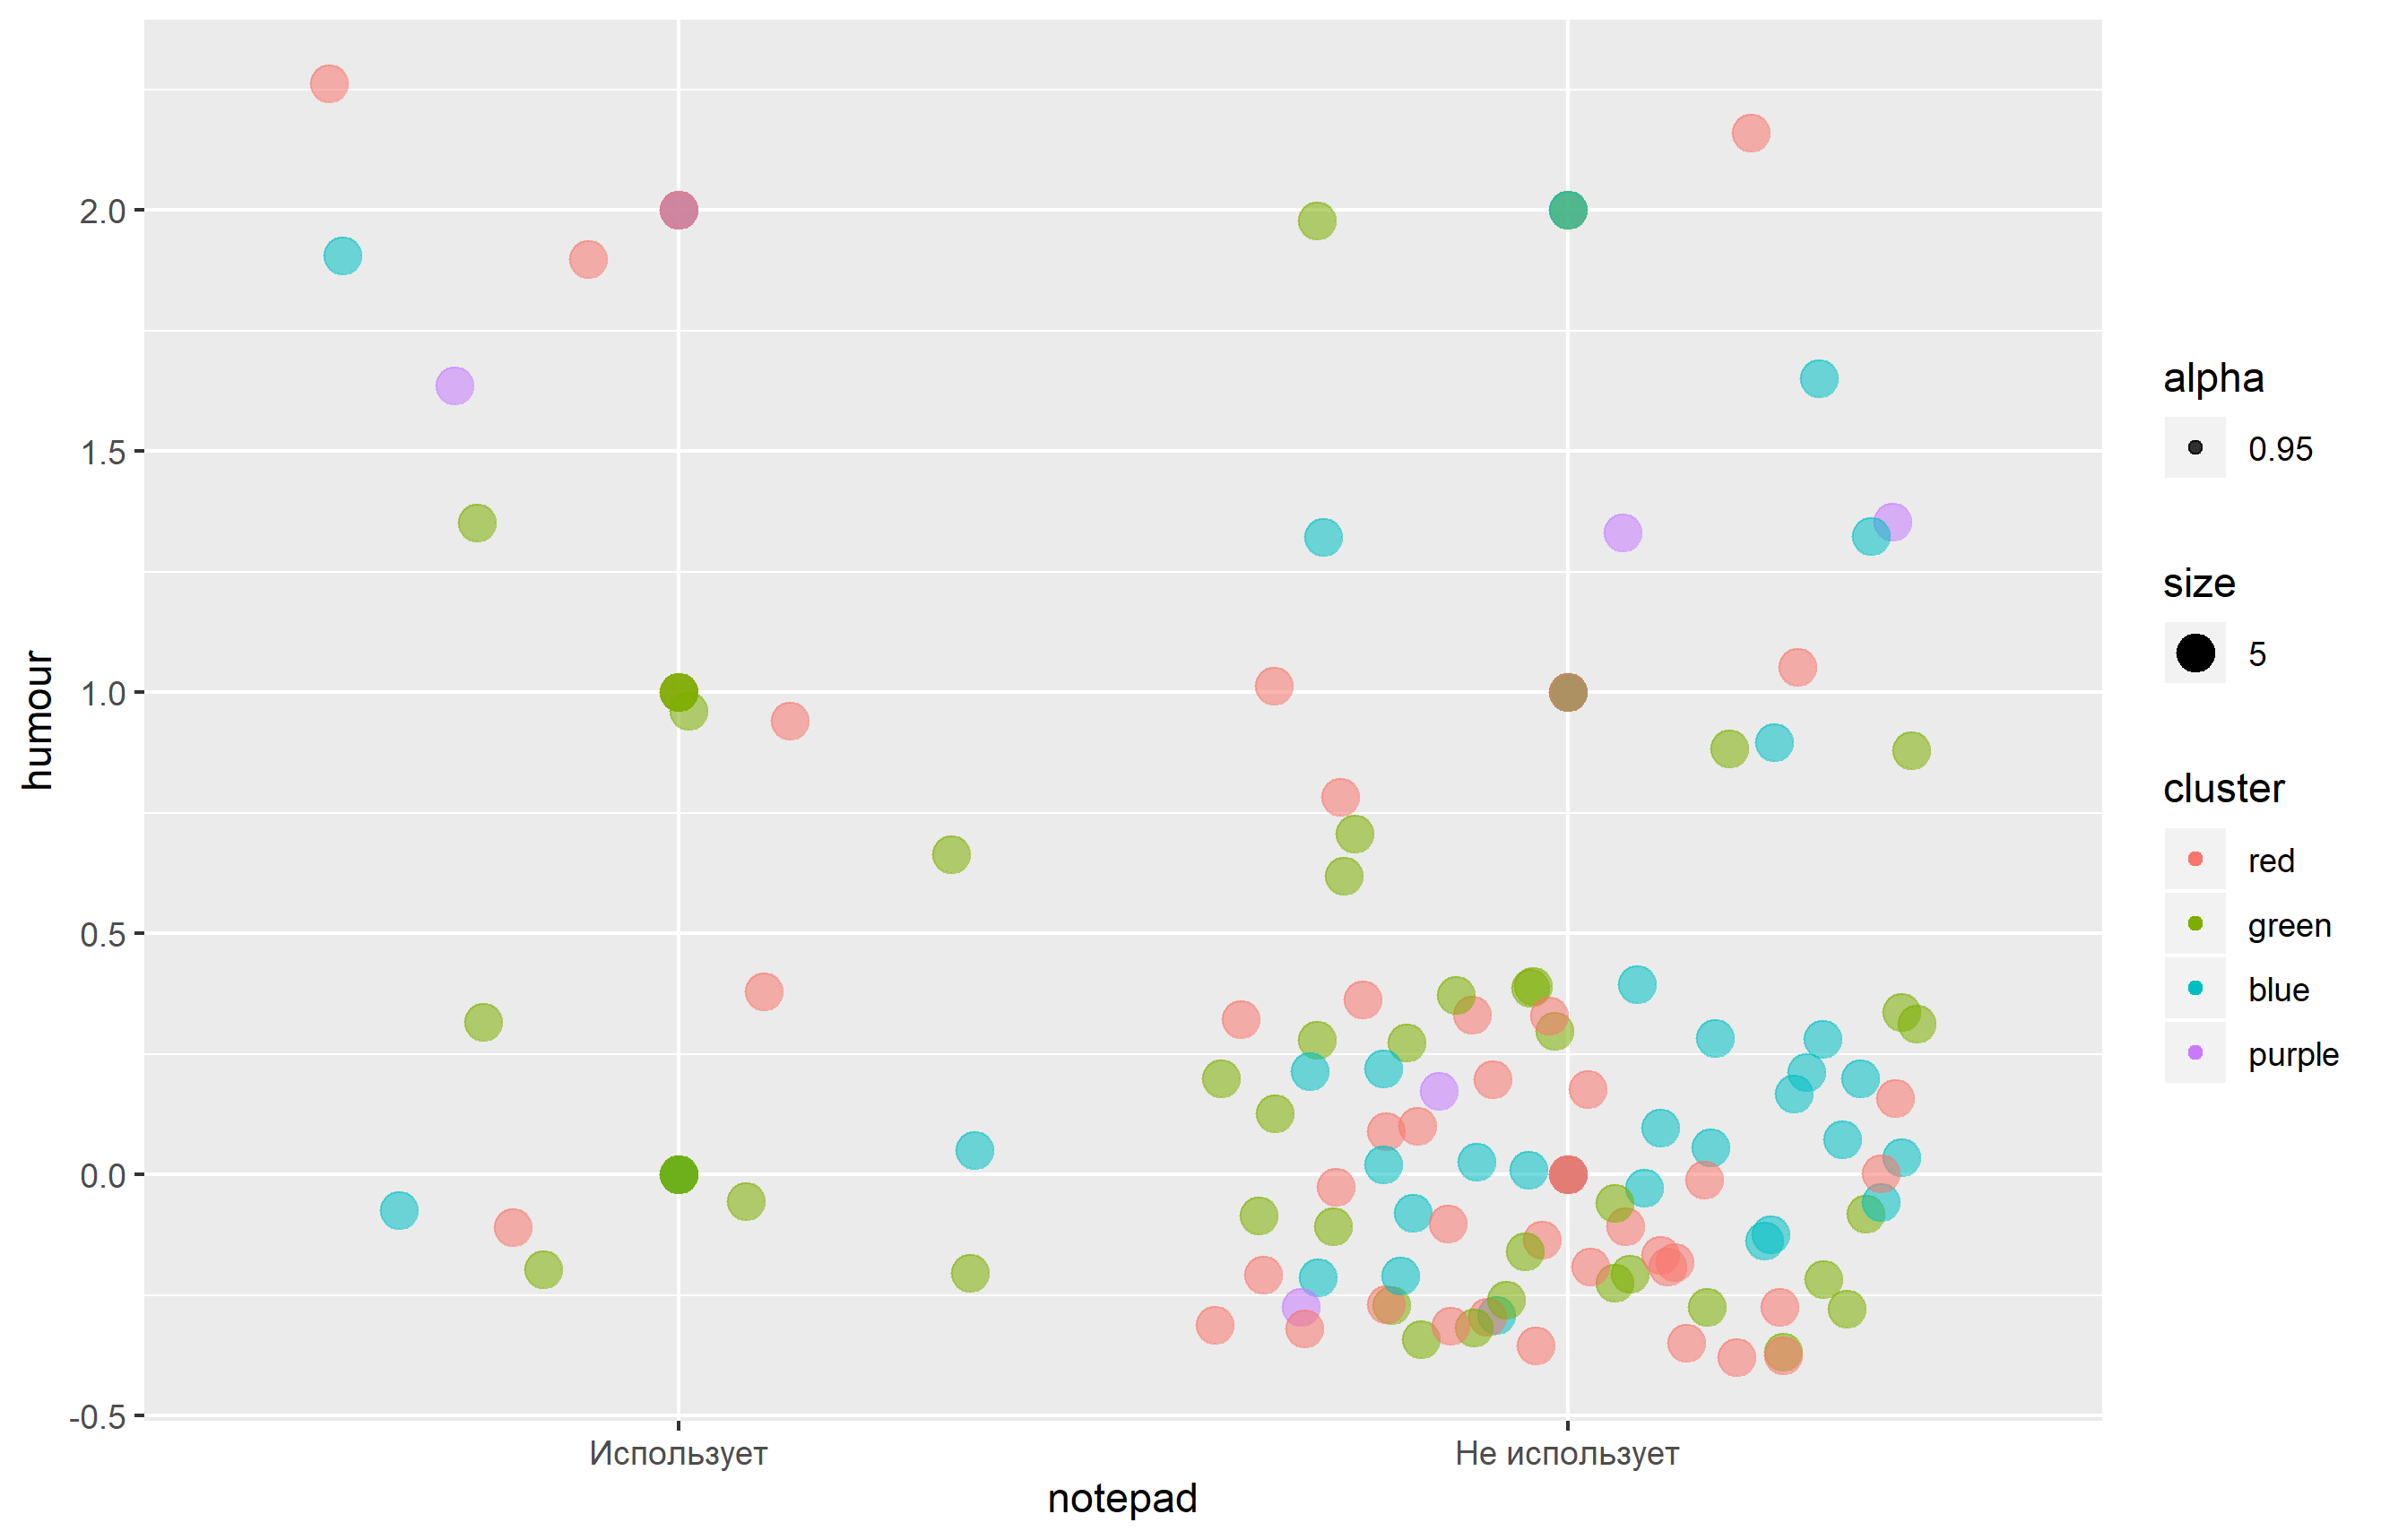 humour
2.0
1.5
1.0
0.5
0.0
-0.5
Использует
Не использует
notepad
alpha
0.95
size
5
cluster
red
green
blue
purple